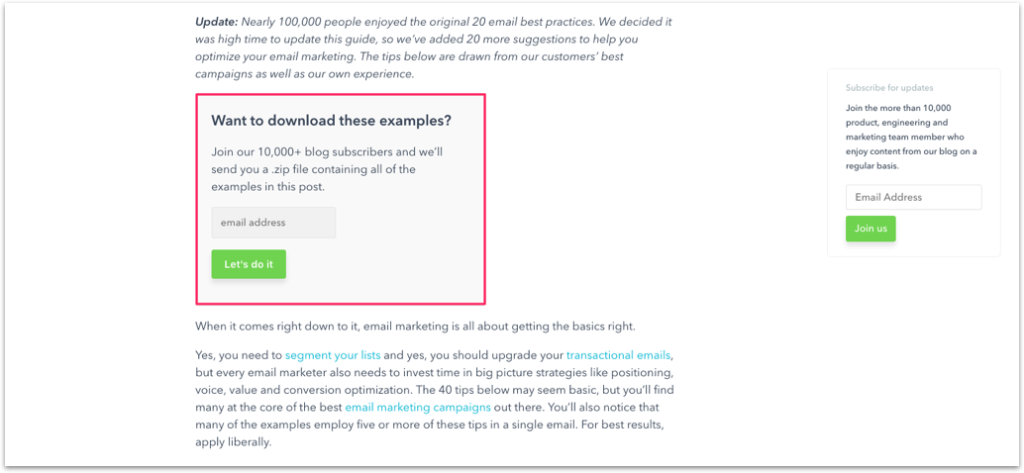 Update: Nearly 100,000 people enjoyed the original 20 email best practices. We decided it
was high time to update this guide, so we've added 20 more suggestions to help you
optimize your email marketing. The tips below are drawn from our customers' best
campaigns as well as our own experience.
Want to download these examples?
Join our 10,000+ blog subscribers and we'll
send you a .zip file containing all of the
examples in this post.
email address
Let's do it
Subscribe for updates
Join the more than 10,000
product, engineering and
marketing team member who
enjoy content from our blog on a
regular basis.
Email Address
Join us
When it comes right down to it, email marketing is all about getting the basics right.
Yes, you need to segment your lists and yes, you should upgrade your transactional emails,
but every email marketer also needs to invest time in big picture strategies like positioning,
voice, value and conversion optimization. The 40 tips below may seem basic, but you'll find
many at the core of the best email marketing campaigns out there. You'll also notice that
many of the examples employ five or more of these tips in a single email. For best results,
apply liberally.